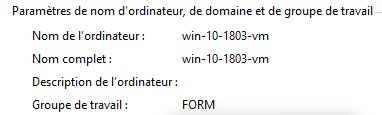 Paramètres de nom d'ordinateur, de domaine et de groupe de travail
Nom de l'ordinateur : win-10-1803-vm
Nom complet : win-10-1803-vm
Description de l'ordinateur :
Groupe de travail : FORM